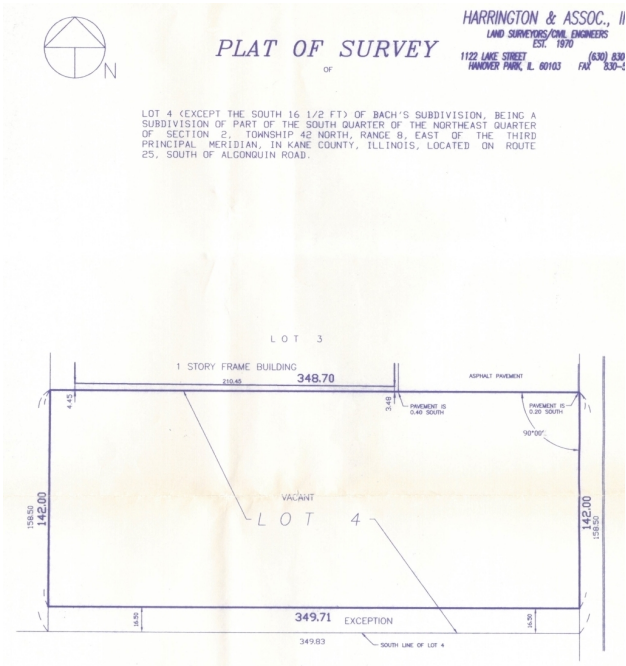 HARRINGTON & ASSOC.,
LAND SURVEYORS/CIVIL ENGINEERS
EST. 1970
1122 LAKE STREET (630) 830
HANOVER PARK, IL. 60103 FAX 830-5
N
PLAT OF SURVEY
OF
LOT 4 (EXCEPT THE SOUTH 16 1/2 FT) OF BACH'S SUBDIVISION, BEING A
SUBDIVISION OF PART OF THE SOUTH QUARTER OF THE NORTHEAST QUARTER
OF SECTION 2, TOWNSHIP 42 NORTH, RANGE 8, EAST OF THE THIRD
PRINCIPAL MERIDIAN, IN KANE COUNTY, ILLINOIS, LOCATED ON ROUTE
25, SOUTH OF ALGONQUIN ROAD.
LOT 3
1 STORY FRAME BUILDING
210.45 348.70
ASPHALT PAVEMENT
4.45
3.48
PAVEMENT IS
0.40 SOUTH
PAVEMENT IS
0.20 SOUTH
90°00'
158.50
142.00
VACANT
LOT 4
142.00
158.50
16.50
349.71 EXCEPTION
16.50
349.83
SOUTH LINE OF LOT 4